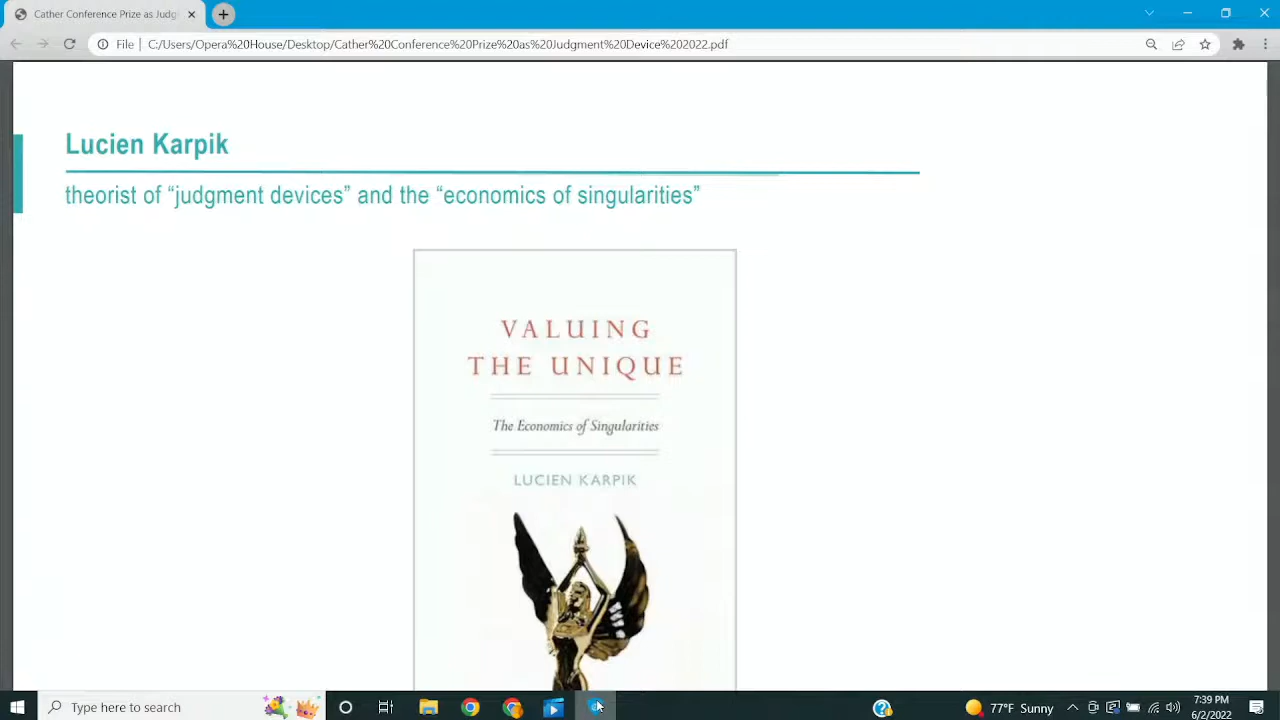 Cather Conference Prize as Judg
File
C:/Users/Opera%20House/Desktop/Cather%20Conference%20Prize%20as%20Judgment%20Device%202022.pdf
Lucien Karpik
theorist of “judgment devices” and the “economics of singularities”
VALUING
THE UNIQUE
The Economics of Singularities
LUCIEN KARPIK
Type here to search
77°F Sunny
7:39 PM
6/2/2022